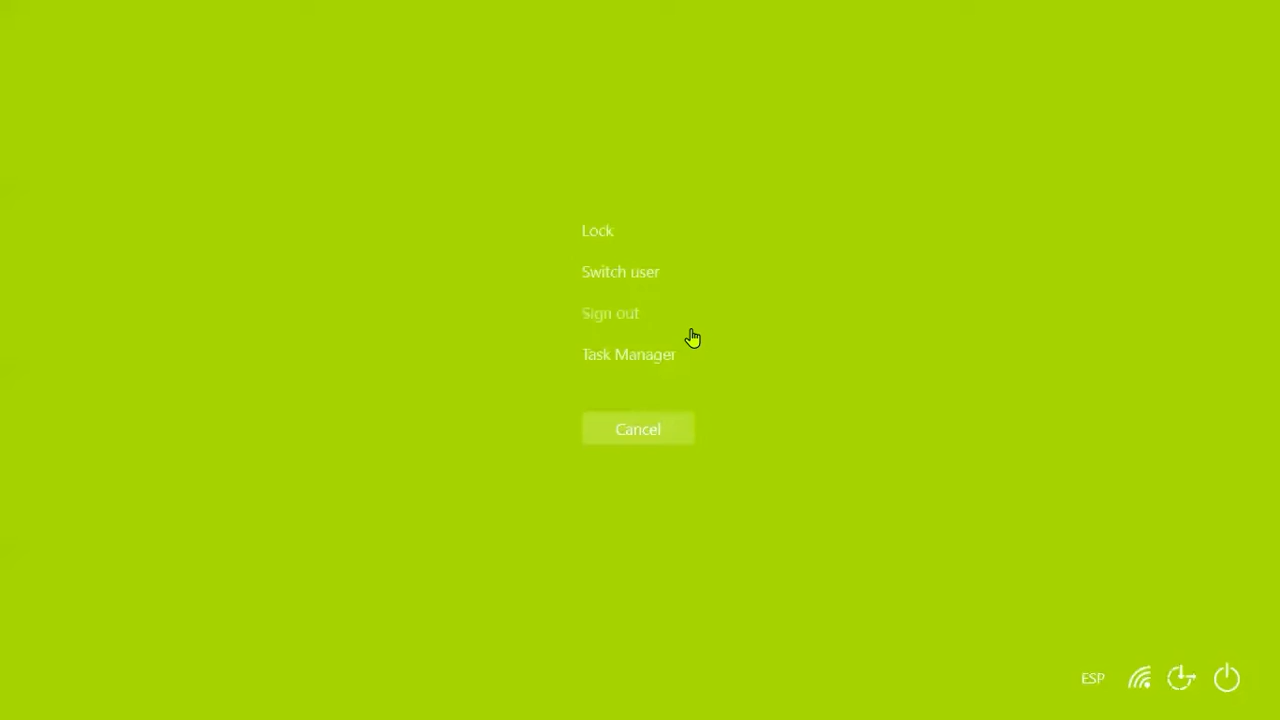 Lock
Switch user
Sign out
Task Manager
Cancel
ESP